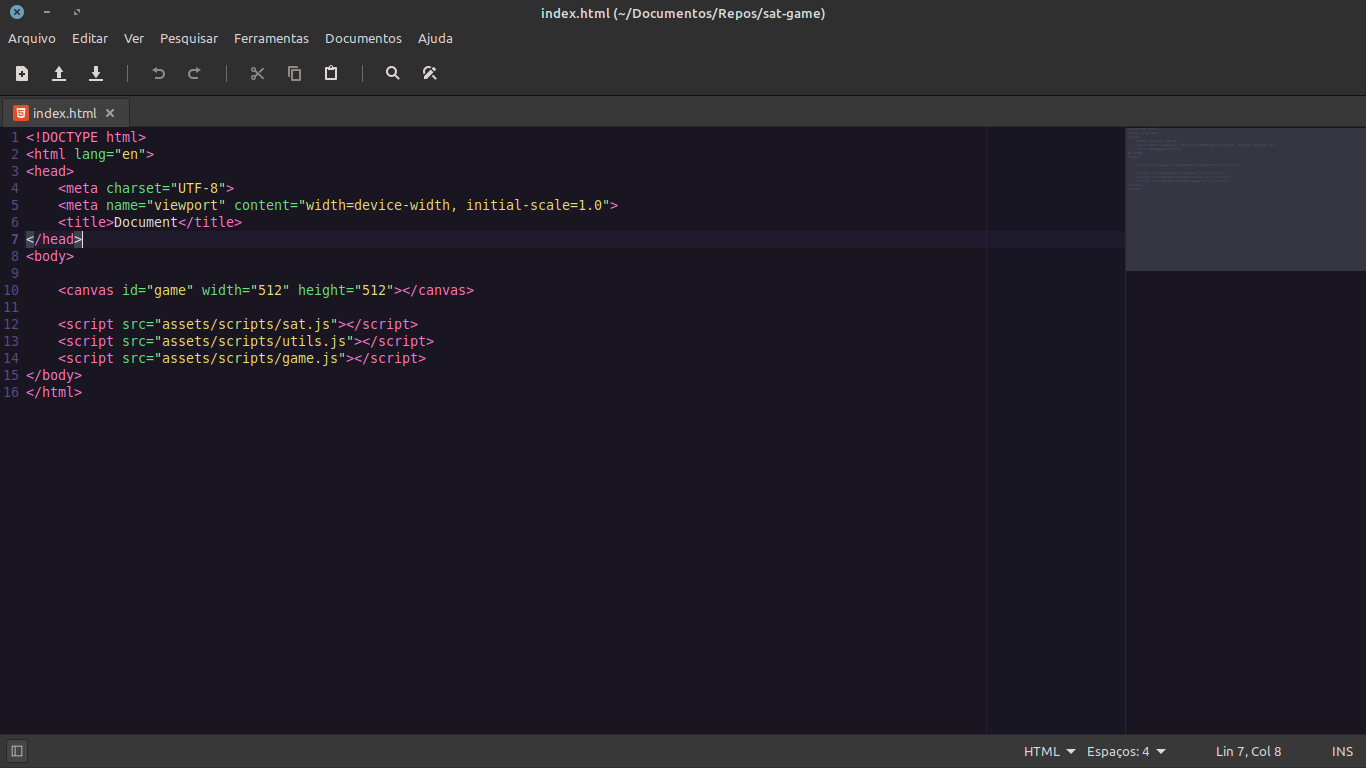 index.html (~/Documentos/Repos/sat-game)
Arquivo Editar Ver Pesquisar Ferramentas Documentos Ajuda
index.html
1 <!DOCTYPE html>
2 <html lang="en">
3 <head>
4     <meta charset="UTF-8">
5     <meta name="viewport" content="width=device-width, initial-scale=1.0">
6     <title>Document</title>
7 </head>
8 <body>
9
10     <canvas id="game" width="512" height="512"></canvas>
11
12     <script src="assets/scripts/sat.js"></script>
13     <script src="assets/scripts/utils.js"></script>
14     <script src="assets/scripts/game.js"></script>
15 </body>
16 </html>
HTML Espaços: 4 Lin 7, Col 8 INS